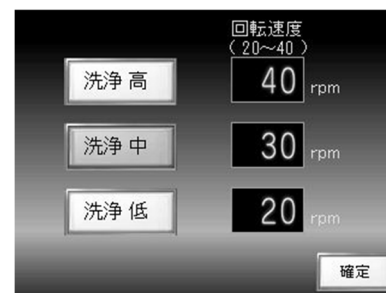 回転速度
(20～40)
洗浄 高 40 rpm
洗浄 中 30 rpm
洗浄 低 20 rpm
確定